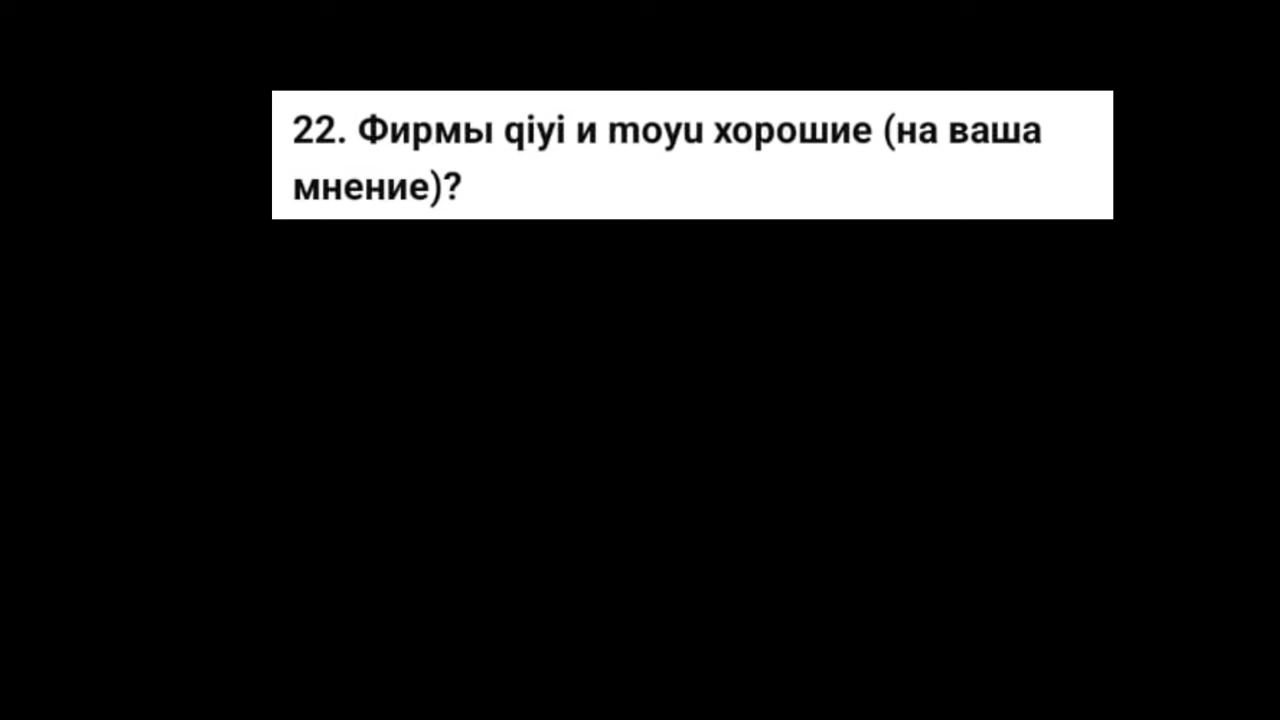 22. Фирмы qiyi и moyu хорошие (на ваша
мнение)?